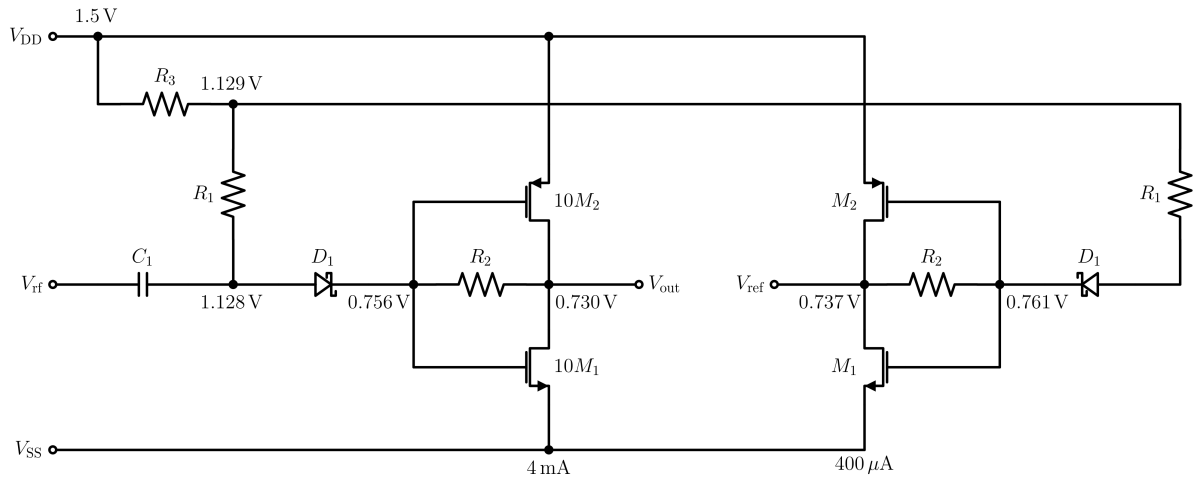 1.5 V
V_DD
R_3
1.129 V
R_1
10M_2
M_2
R_1
C_1
D_1
R_2
R_2
D_1
V_rf
V_out
V_ref
1.128 V
0.756 V
0.730 V
0.737 V
0.761 V
10M_1
M_1
V_SS
4 mA
400 μA